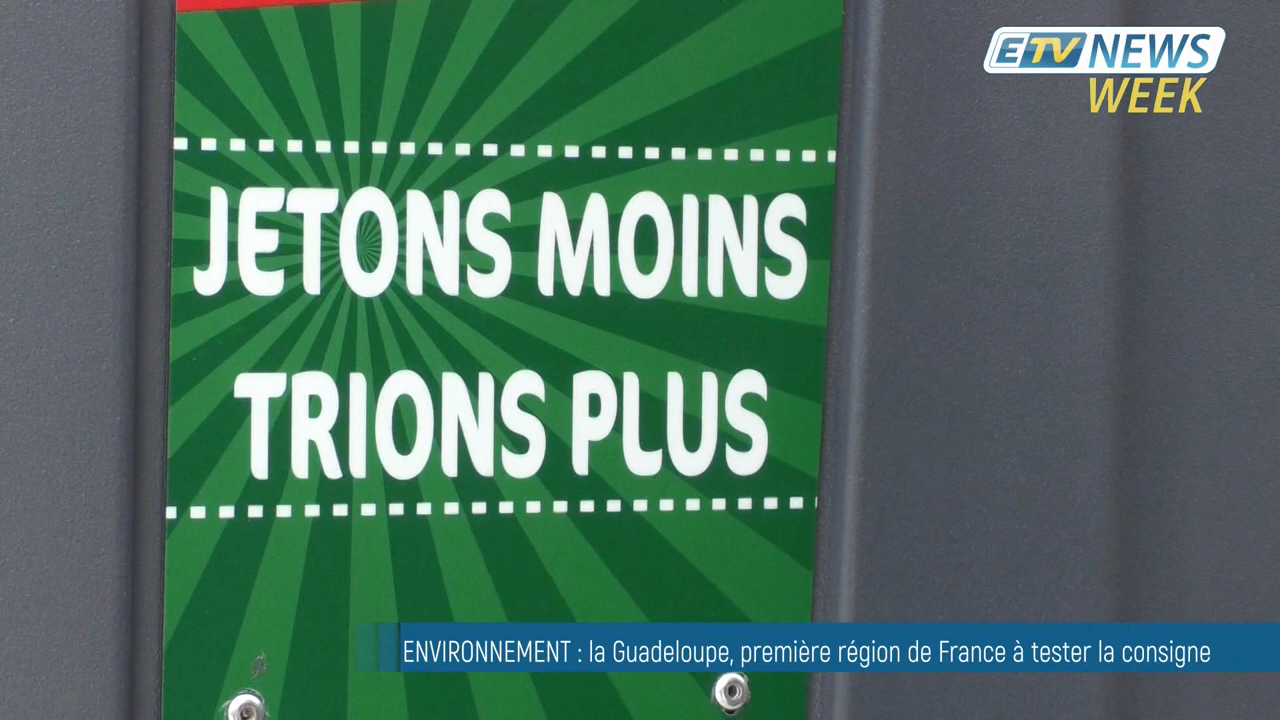 ETV NEWS
WEEK
JETONS MOINS
TRIONS PLUS
ENVIRONNEMENT : la Guadeloupe, première région de France à tester la consigne